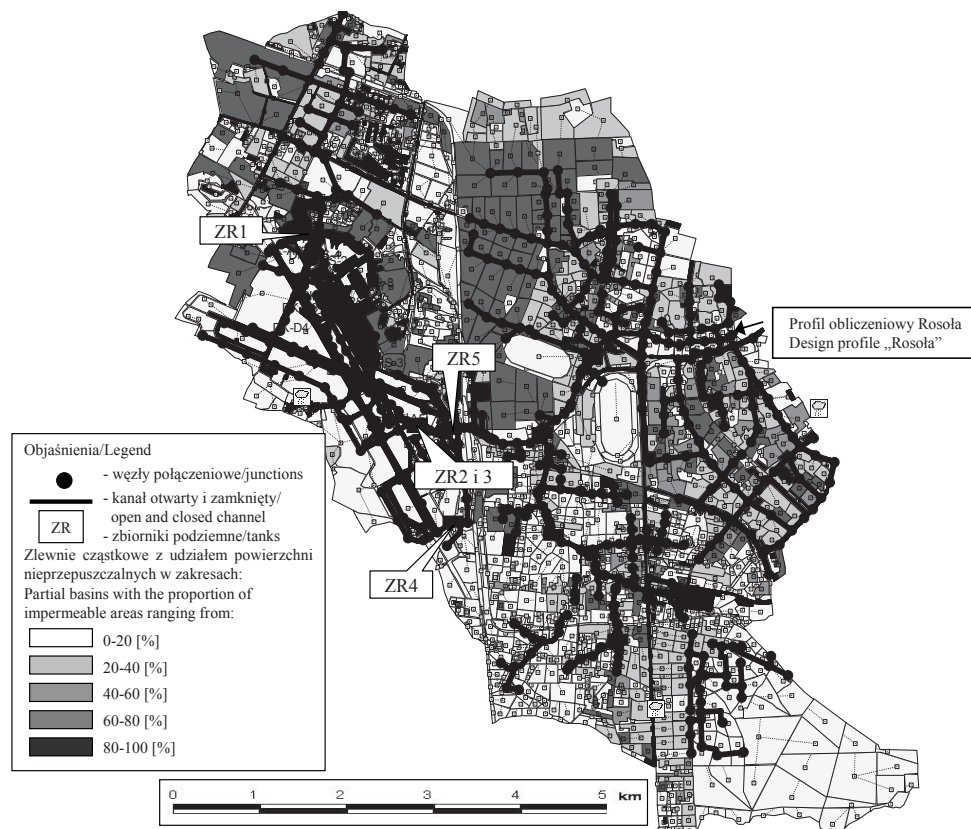 ZR1
DK-D4
S-3
Profil obliczeniowy Rosoła
Design profile „Rosoła”
ZR5
ZR2 i 3
ZR4
Objaśnienia/Legend
- węzły połączeniowe/junctions
- kanał otwarty i zamknięty/
open and closed channel
ZR
- zbiorniki podziemne/tanks
Zlewnie cząstkowe z udziałem powierzchni
nieprzepuszczalnych w zakresach:
Partial basins with the proportion of
impermeable areas ranging from:
0-20 [%]
20-40 [%]
40-60 [%]
60-80 [%]
80-100 [%]
0 1 2 3 4 5 km